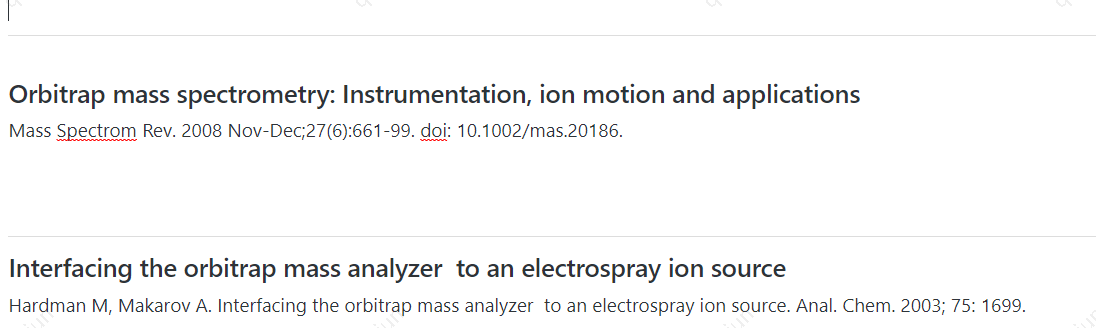 Orbitrap mass spectrometry: Instrumentation, ion motion and applications
Mass Spectrom Rev. 2008 Nov-Dec;27(6):661-99. doi: 10.1002/mas.20186.
Interfacing the orbitrap mass analyzer  to an electrospray ion source
Hardman M, Makarov A. Interfacing the orbitrap mass analyzer  to an electrospray ion source. Anal. Chem. 2003; 75: 1699.